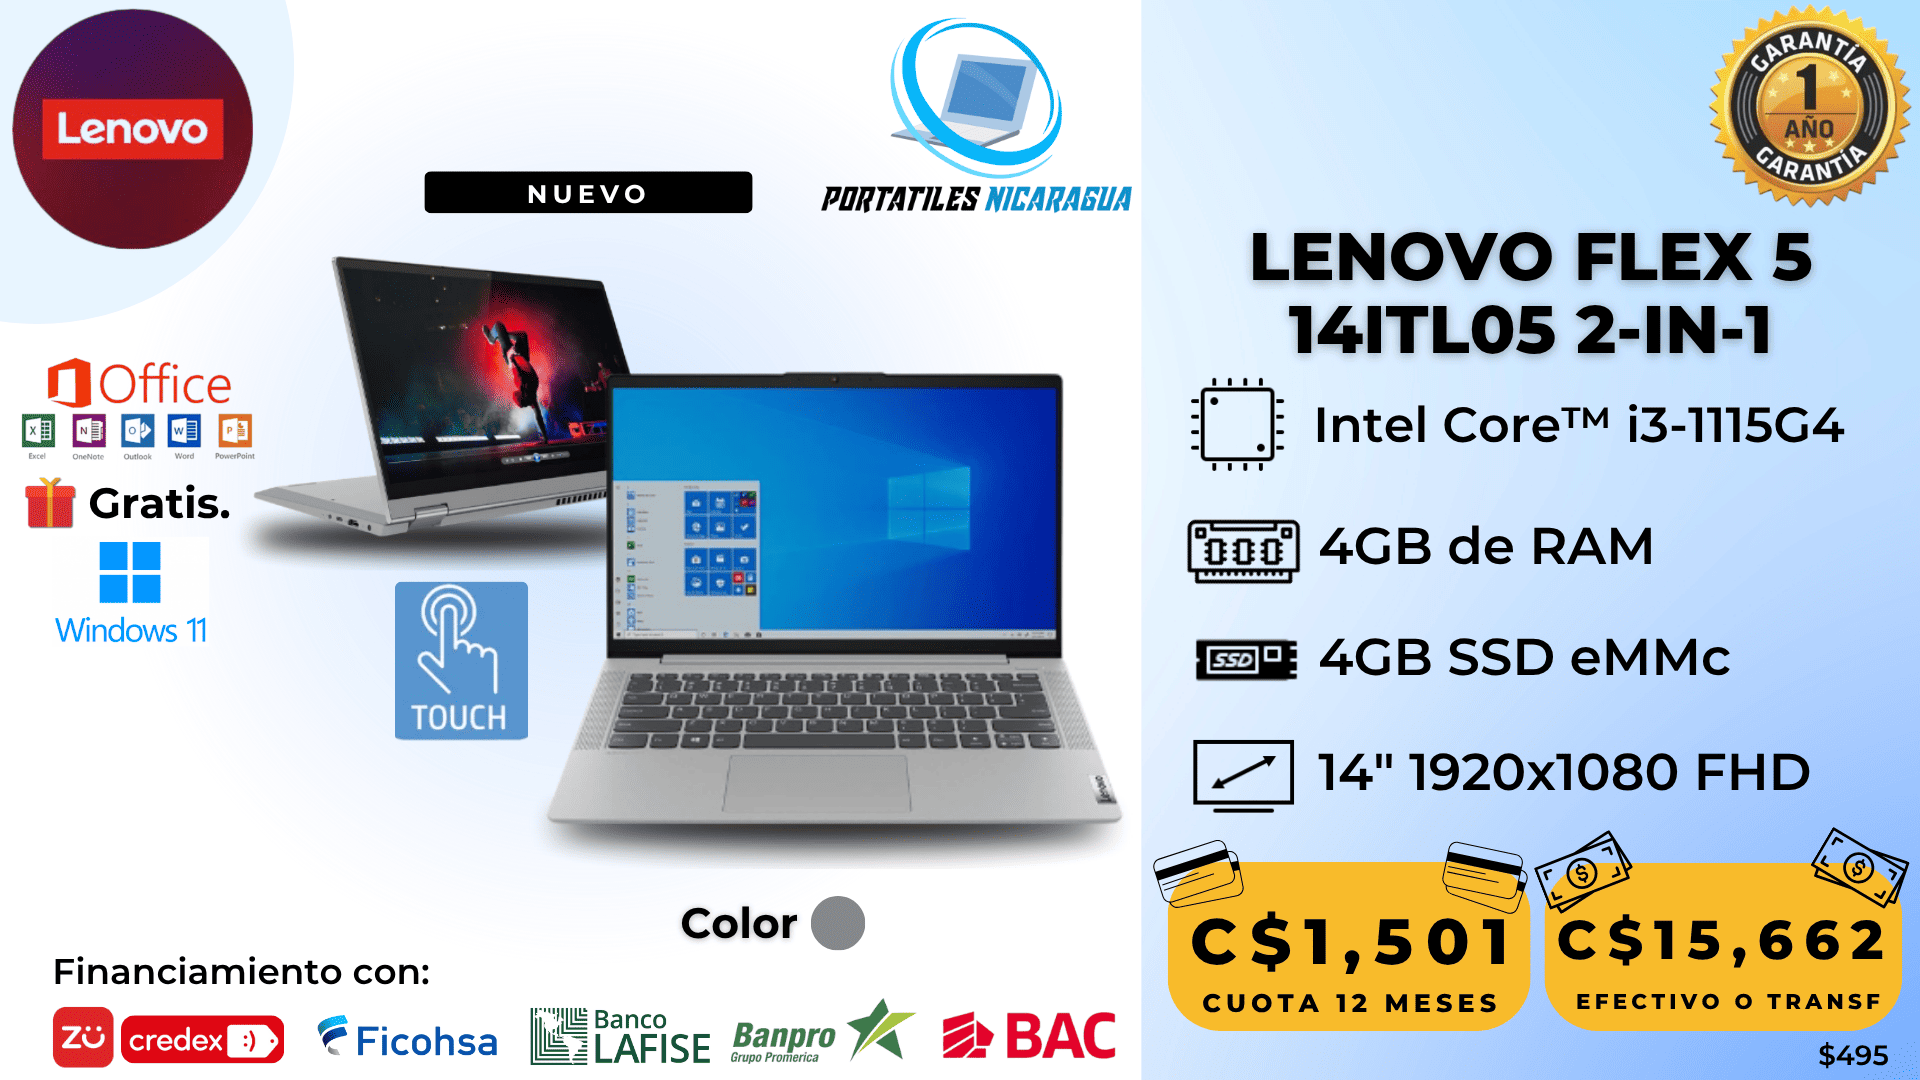 Lenovo
NUEVO
PORTATILES NICARAGUA
GARANTÍA
1
AÑO
GARANTÍA
LENOVO FLEX 5
14ITL05 2-IN-1
Intel Core™ i3-1115G4
4GB de RAM
SSD
4GB SSD eMMc
14" 1920x1080 FHD
Office
Excel
OneNote
Outlook
Word
PowerPoint
Gratis.
Windows 11
TOUCH
Lenovo
Color
Financiamiento con:
ZU
credex :)
Ficohsa
Banco
LAFISE
Banpro
Grupo Promerica
BAC
C$1,501
CUOTA 12 MESES
C$15,662
EFECTIVO O TRANSF
$495